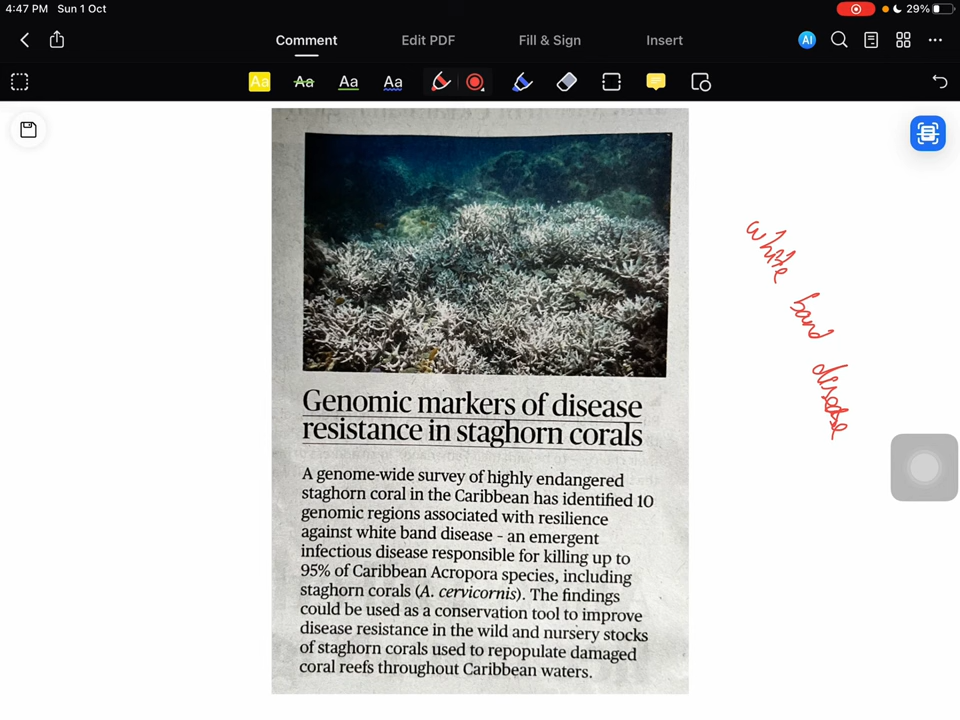 4:47 PM Sun 1 Oct
29%
Comment
Edit PDF
Fill & Sign
Insert
AI
Aa
Aa
Aa
Aa
Genomic markers of disease
resistance in staghorn corals
A genome-wide survey of highly endangered
staghorn coral in the Caribbean has identified 10
genomic regions associated with resilience
against white band disease - an emergent
infectious disease responsible for killing up to
95% of Caribbean Acropora species, including
staghorn corals (A. cervicornis). The findings
could be used as a conservation tool to improve
disease resistance in the wild and nursery stocks
of staghorn corals used to repopulate damaged
coral reefs throughout Caribbean waters.
white band disease